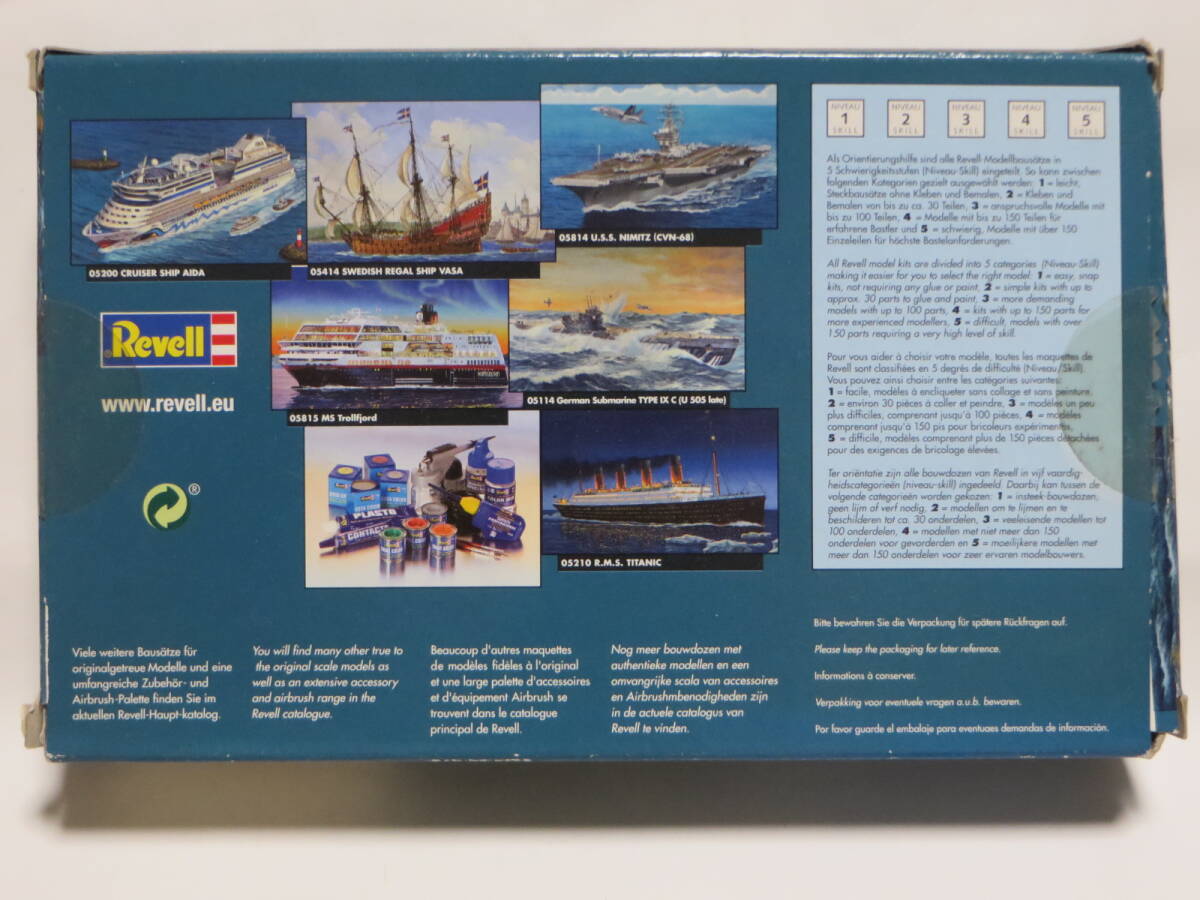 05200 CRUISER SHIP AIDA
05414 SWEDISH REGAL SHIP VASA
05814 U.S.S. NIMITZ (CVN-68)
05815 MS Trollfjord
05114 German Submarine TYPE IX C (U 505 late)
05210 R.M.S. TITANIC
Revell
www.revell.eu
®
PLASTO
CONTACTA
NIVEAU
1
SKILL
NIVEAU
2
SKILL
NIVEAU
3
SKILL
NIVEAU
4
SKILL
NIVEAU
5
SKILL
Als Orientierungshilfe sind alle Revell-Modellbausätze in
5 Schwierigkeitsstufen (Niveau-Skill) eingeteilt. So kann zwischen
folgenden Kategorien gezielt ausgewählt werden: 1 = leicht,
Steckbausätze ohne Kleben und Bemalen, 2 = Kleben und
Bemalen von bis zu ca. 30 Teilen, 3 = anspruchsvolle Modelle mit
bis zu 100 Teilen, 4 = Modelle mit bis zu 150 Teilen für
erfahrene Bastler und 5 = schwierig, Modelle mit über 150
Einzeleilen für höchste Bastelanforderungen.
All Revell model kits are divided into 5 categories (Niveau-Skill)
making it easier for you to select the right model: 1 = easy, snap
kits, not requiring any glue or paint, 2 = simple kits with up to
approx. 30 parts to glue and paint, 3 = more demanding
models with up to 100 parts, 4 = kits with up to 150 parts for
more experienced modellers, 5 = difficult, models with over
150 parts requiring a very high level of skill.
Pour vous aider à choisir votre modèle, toutes les maquettes de
Revell sont classifiées en 5 degrés de difficulté (Niveau/Skill).
Vous pouvez ainsi choisir entre les catégories suivantes:
1 = facile, modèles à encliqueter sans collage et sans peinture,
2 = environ 30 pièces à coller et peindre, 3 = modèles un peu
plus difficiles, comprenant jusqu'à 100 pièces, 4 = modèles
comprenant jusqu'à 150 pis pour bricoleurs expérimentés,
5 = difficile, modèles comprenant plus de 150 pièces détachées
pour des exigences de bricolage élevées.
Ter oriëntatie zijn alle bouwdozen van Revell in vijf vaardig-
heidscategorieën (niveau-skill) ingedeeld. Daarbij kan tussen de
volgende categorieën worden gekozen: 1 = insteek-bouwdozen,
geen lijm of verf nodig, 2 = modellen om te lijmen en te
beschilderen tot ca. 30 onderdelen, 3 = veeleisende modellen tot
100 onderdelen, 4 = modellen met niet meer dan 150
onderdelen voor gevorderden en 5 = moeilijkere modellen met
meer dan 150 onderdelen voor zeer ervaren modelbouwers.
Viele weitere Bausätze für
originalgetreue Modelle und eine
umfangreiche Zubehör- und
Airbrush-Palette finden Sie im
aktuellen Revell-Haupt-katalog.
You will find many other true to
the original scale models as
well as an extensive accessory
and airbrush range in the
Revell catalogue.
Beaucoup d'autres maquettes
de modèles fidèles à l'original
et une large palette d'accessoires
et d'équipement Airbrush se
trouvent dans le catalogue
principal de Revell.
Nog meer bouwdozen met
authentieke modellen en een
omvangrijke scala van accessoires
en Airbrushmbenodigheden zijn
in de actuele catalogus van
Revell te vinden.
Bitte bewahren Sie die Verpackung für spätere Rückfragen auf.
Please keep the packaging for later reference.
Informations à conserver.
Verpakking voor eventuele vragen a.u.b. bewaren.
Por favor guarde el embalaje para eventuaes demandas de información.